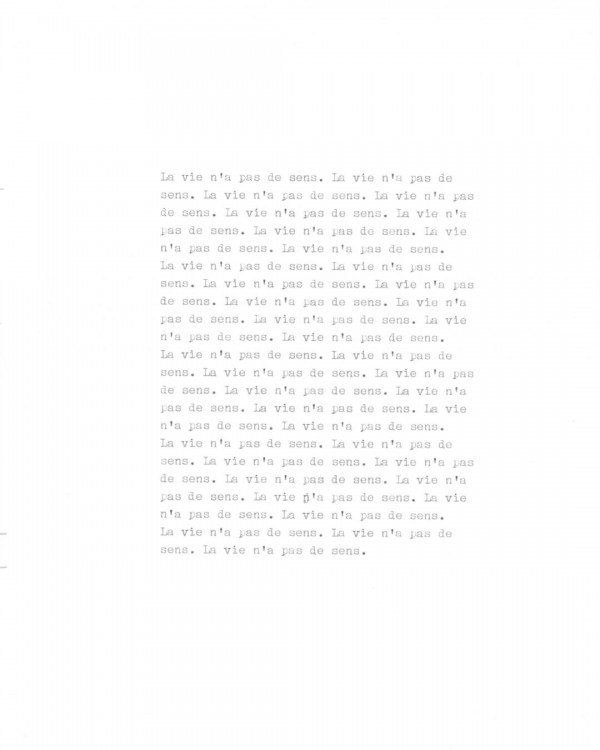 La vie n'a pas de sens. La vie n'a pas de
sens. La vie n'a pas de sens. La vie n'a pas
de sens. La vie n'a pas de sens. La vie n'a
pas de sens. La vie n'a pas de sens. La vie
n'a pas de sens. La vie n'a pas de sens.
La vie n'a pas de sens. La vie n'a pas de
sens. La vie n'a pas de sens. La vie n'a pas
de sens. La vie n'a pas de sens. La vie n'a
pas de sens. La vie n'a pas de sens. La vie
n'a pas de sens. La vie n'a pas de sens.
La vie n'a pas de sens. La vie n'a pas de
sens. La vie n'a pas de sens. La vie n'a pas
de sens. La vie n'a pas de sens. La vie n'a
pas de sens. La vie n'a pas de sens. La vie
n'a pas de sens. La vie n'a pas de sens.
La vie n'a pas de sens. La vie n'a pas de
sens. La vie n'a pas de sens. La vie n'a pas
de sens. La vie n'a pas de sens. La vie n'a
pas de sens. La vie n'a pas de sens. La vie
n'a pas de sens. La vie n'a pas de sens.
La vie n'a pas de sens. La vie n'a pas de
sens. La vie n'a pas de sens.